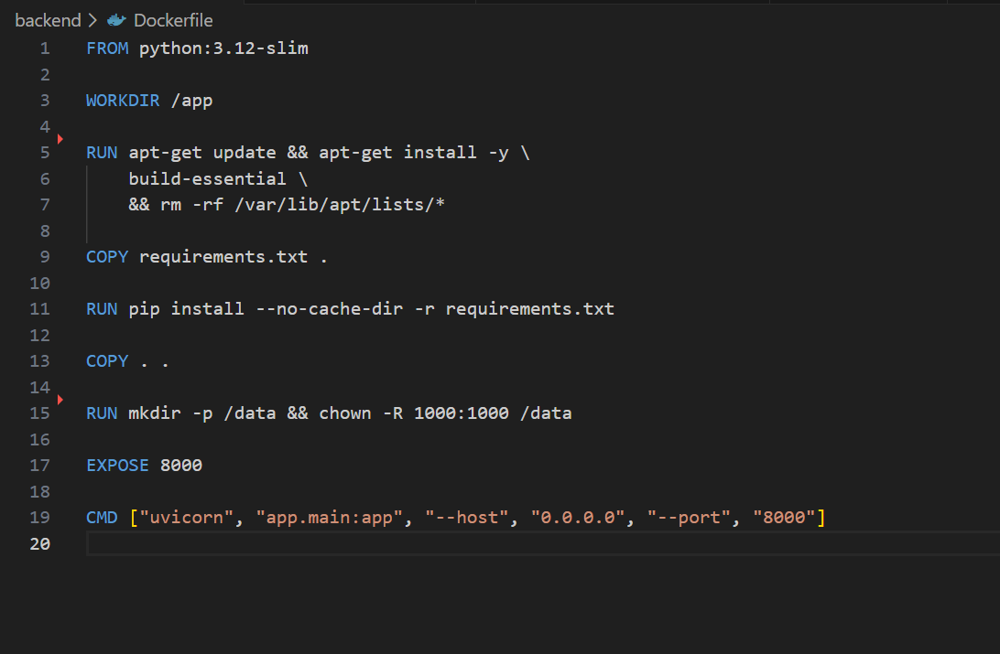 backend > Dockerfile
1 FROM python:3.12-slim
2
3 WORKDIR /app
4
5 RUN apt-get update && apt-get install -y \
6     build-essential \
7     && rm -rf /var/lib/apt/lists/*
8
9 COPY requirements.txt .
10
11 RUN pip install --no-cache-dir -r requirements.txt
12
13 COPY . .
14
15 RUN mkdir -p /data && chown -R 1000:1000 /data
16
17 EXPOSE 8000
18
19 CMD ["uvicorn", "app.main:app", "--host", "0.0.0.0", "--port", "8000"]
20